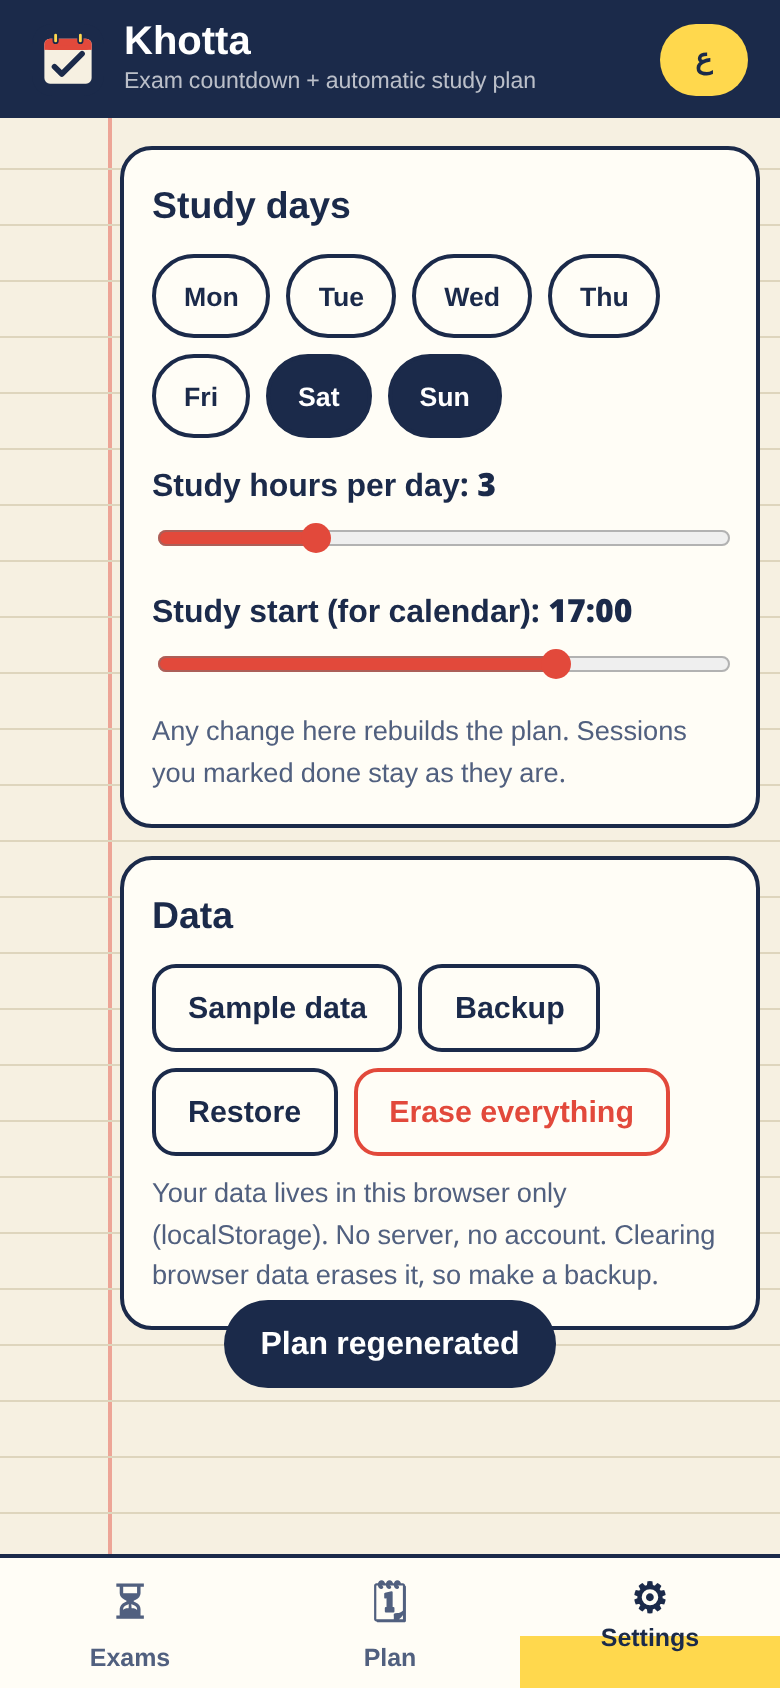 Khotta
Exam countdown + automatic study plan
ع
Study days
Mon Tue Wed Thu
Fri Sat Sun
Study hours per day: 3
Study start (for calendar): 17:00
Any change here rebuilds the plan. Sessions
you marked done stay as they are.
Data
Sample data Backup
Restore Erase everything
Your data lives in this browser only
(localStorage). No server, no account. Clearing
browser data erases it, so make a backup.
Plan regenerated
Exams Plan Settings